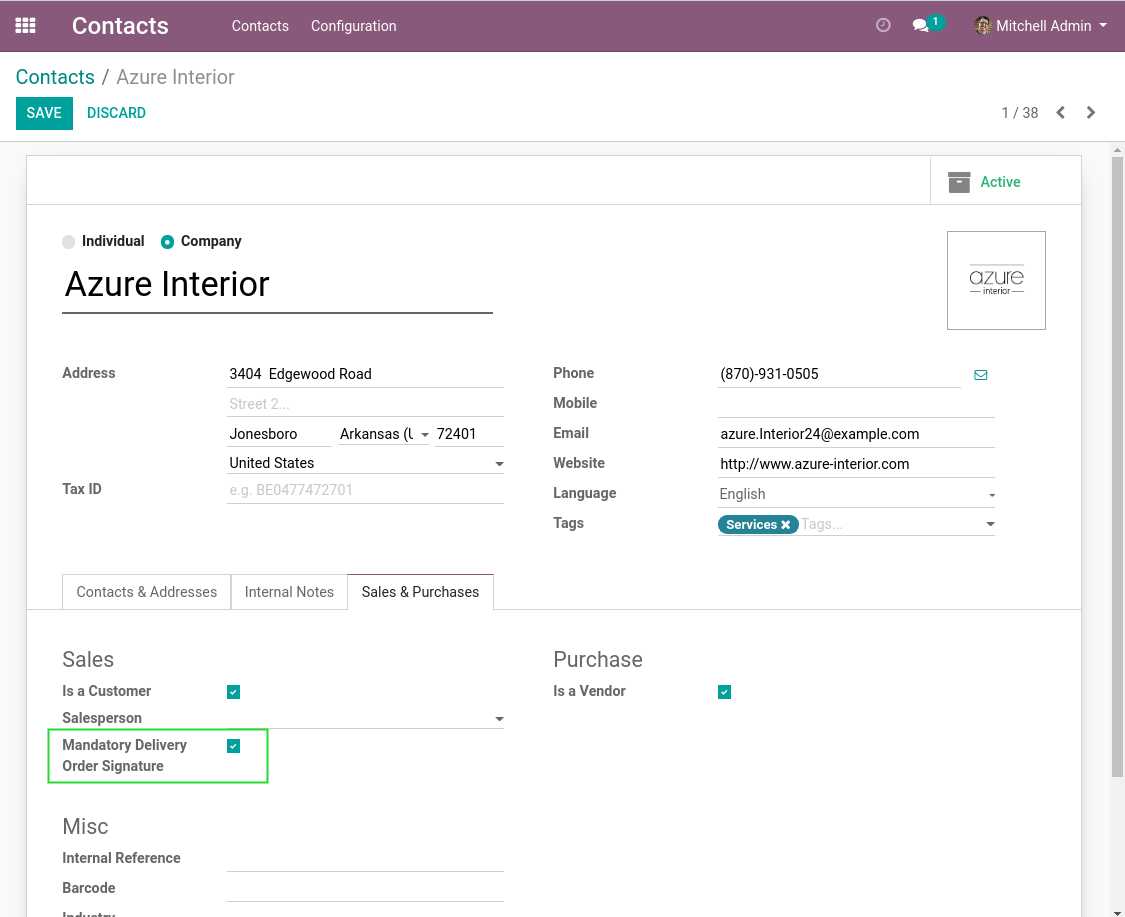 Contacts Contacts Configuration 1 Mitchell Admin
Contacts / Azure Interior
SAVE DISCARD 1 / 38
Active
Individual Company
Azure Interior
azure
interior
Address 3404 Edgewood Road Phone (870)-931-0505
Street 2... Mobile
Jonesboro Arkansas (U 72401 Email azure.Interior24@example.com
United States Website http://www.azure-interior.com
Tax ID e.g. BE0477472701 Language English
Tags Services Tags...
Contacts & Addresses Internal Notes Sales & Purchases
Sales Purchase
Is a Customer Is a Vendor
Salesperson
Mandatory Delivery
Order Signature
Misc
Internal Reference
Barcode
Industry